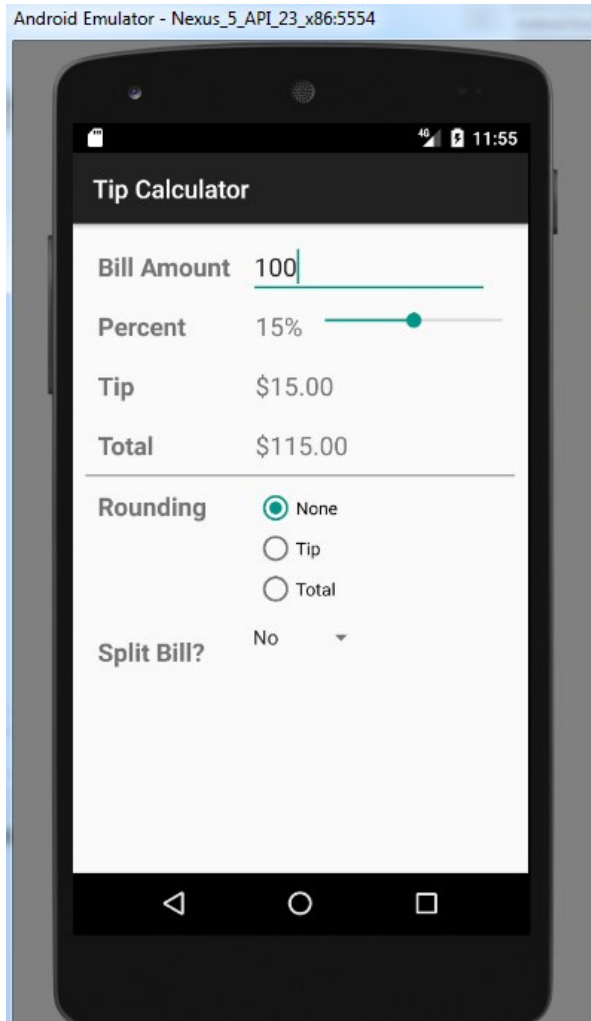 Android Emulator - Nexus_5_API_23_x86:5554
4G 11:55
Tip Calculator
Bill Amount 100
Percent 15%
Tip $15.00
Total $115.00
Rounding None
Tip
Total
Split Bill? No